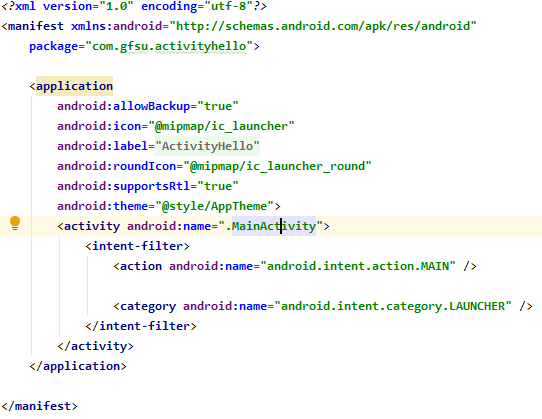 <?xml version="1.0" encoding="utf-8"?>
<manifest xmlns:android="http://schemas.android.com/apk/res/android"
    package="com.gfsu.activityhello">

    <application
        android:allowBackup="true"
        android:icon="@mipmap/ic_launcher"
        android:label="ActivityHello"
        android:roundIcon="@mipmap/ic_launcher_round"
        android:supportsRtl="true"
        android:theme="@style/AppTheme">
        <activity android:name=".MainActivity">
            <intent-filter>
                <action android:name="android.intent.action.MAIN" />

                <category android:name="android.intent.category.LAUNCHER" />
            </intent-filter>
        </activity>
    </application>

</manifest>